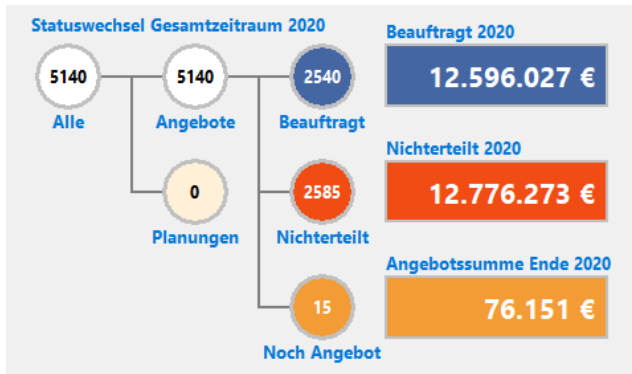 Statuswechsel Gesamtzeitraum 2020
5140
5140
2540
Alle
Angebote
Beauftragt
0
2585
Planungen
Nichterteilt
15
Noch Angebot
Beauftragt 2020
12.596.027 €
Nichterteilt 2020
12.776.273 €
Angebotssumme Ende 2020
76.151 €